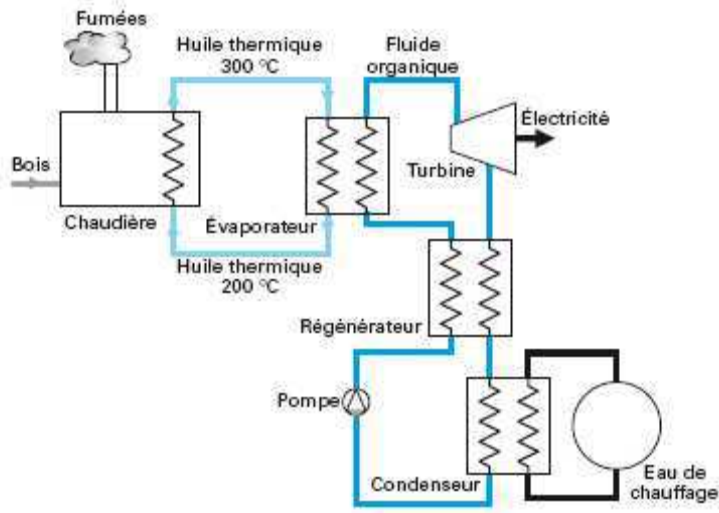 Fumées
Huile thermique
300 °C
Fluide
organique
Électricité
Bois
Turbine
Chaudière
Évaporateur
Huile thermique
200 °C
Régénérateur
Pompe
Condenseur
Eau de
chauffage